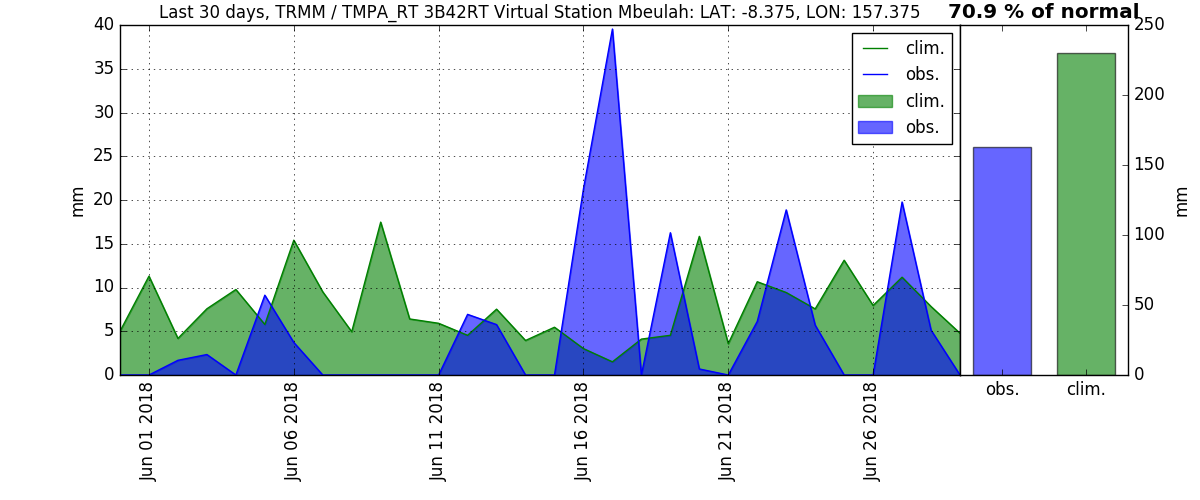 Last 30 days, TRMM / TMPA_RT 3B42RT Virtual Station Mbeulah: LAT: -8.375, LON: 157.375
70.9 % of normal
40
35
30
25
20
15
10
5
0
mm
clim.
obs.
clim.
obs.
Jun 01 2018
Jun 06 2018
Jun 11 2018
Jun 16 2018
Jun 21 2018
Jun 26 2018
250
200
150
100
50
0
mm
obs.
clim.